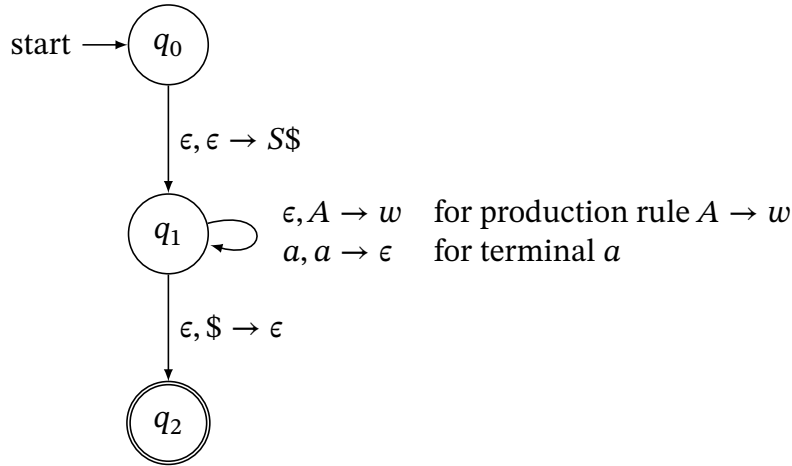 start q₀
ϵ, ϵ → S$
q₁
ϵ, A → w for production rule A → w
a, a → ϵ for terminal a
ϵ, $ → ϵ
q₂